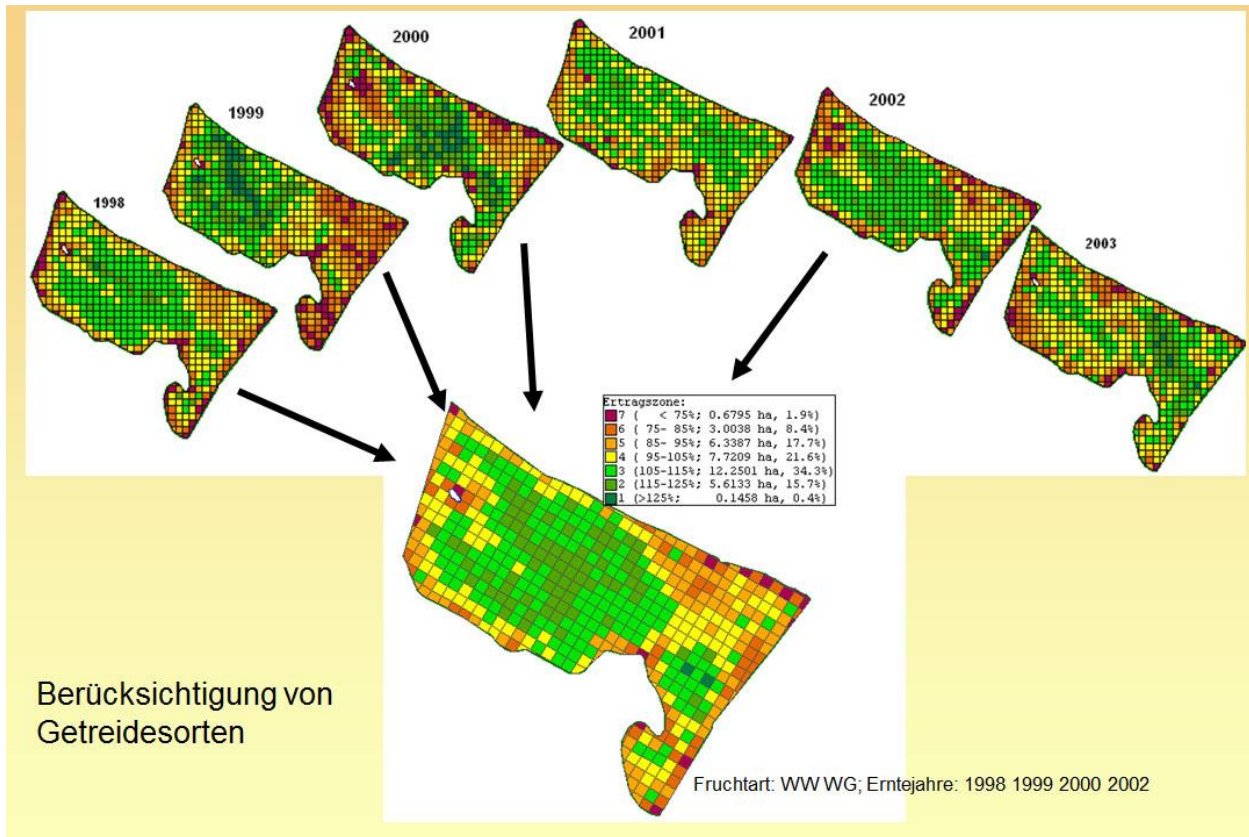 2000
2001
2002
1999
1998
2003
Ertragszone:
7 ( < 75%; 0.6795 ha, 1.9%)
6 ( 75- 85%; 3.0038 ha, 8.4%)
5 ( 85- 95%; 6.3387 ha, 17.7%)
4 ( 95-105%; 7.7209 ha, 21.6%)
3 (105-115%; 12.2501 ha, 34.3%)
2 (115-125%; 5.6133 ha, 15.7%)
1 (>125%; 0.1458 ha, 0.4%)
Berücksichtigung von
Getreidesorten
Fruchtart: WW WG; Erntejahre: 1998 1999 2000 2002